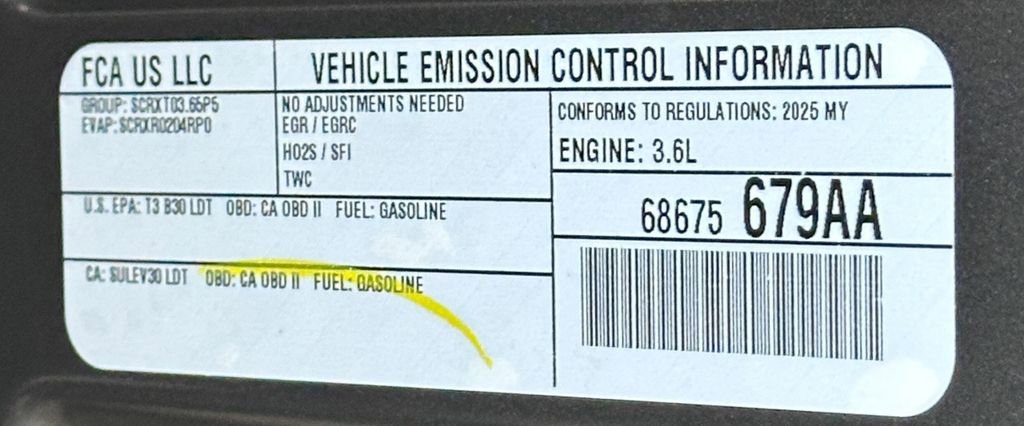 FCA US LLC
VEHICLE EMISSION CONTROL INFORMATION
GROUP: SCRXT03.65P5
EVAP: SCRXR0204RP0
NO ADJUSTMENTS NEEDED
EGR / EGRC
HO2S / SFI
TWC
CONFORMS TO REGULATIONS: 2025 MY
ENGINE: 3.6L
68675 679AA
U.S. EPA: T3 B30 LDT OBD: CA OBD II FUEL: GASOLINE
CA: SULEV30 LDT OBD: CA OBD II FUEL: GASOLINE